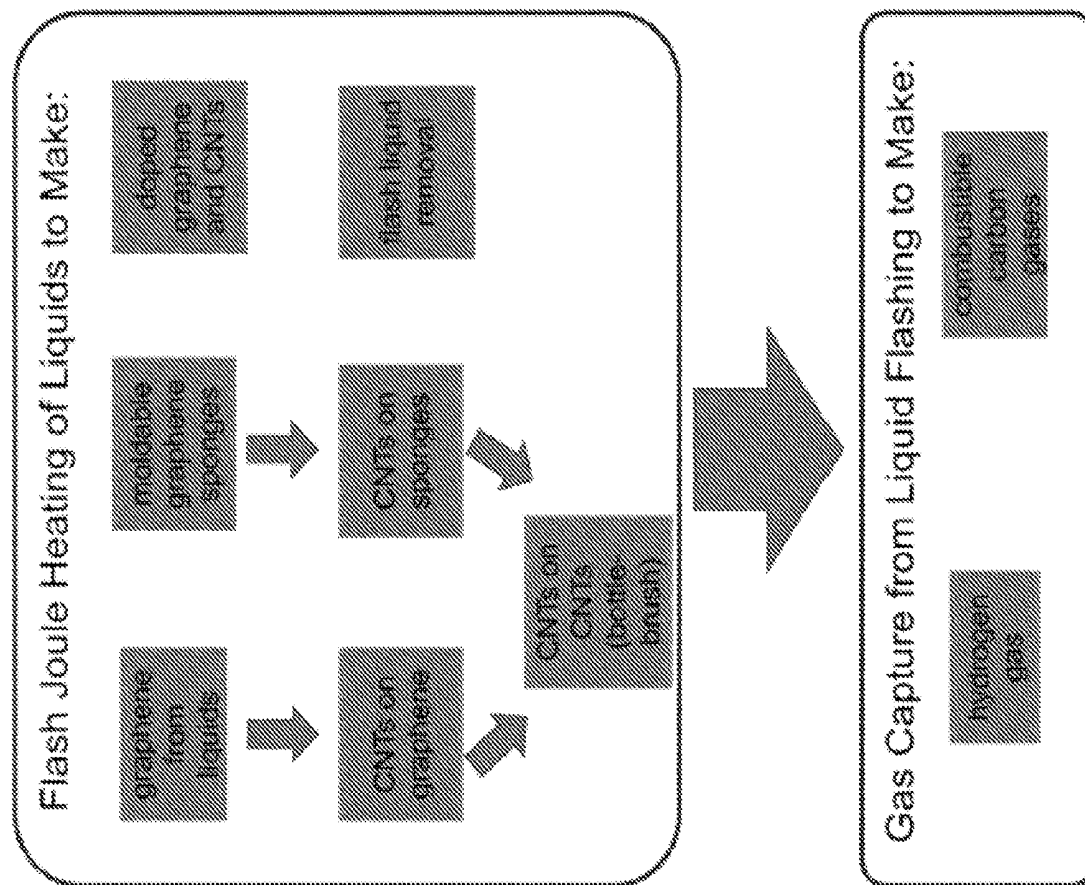 Flash Joule Heating of Liquids to Make:
graphene
from
liquids
moldable
graphene
sponges
doped
graphene
and CNTs
CNTs on
graphene
CNTs on
sponges
flash liquid
removal
CNTs on
CNTs
(bottle-
brush)
Gas Capture from Liquid Flashing to Make:
hydrogen
gas
combustible
carbon
gases